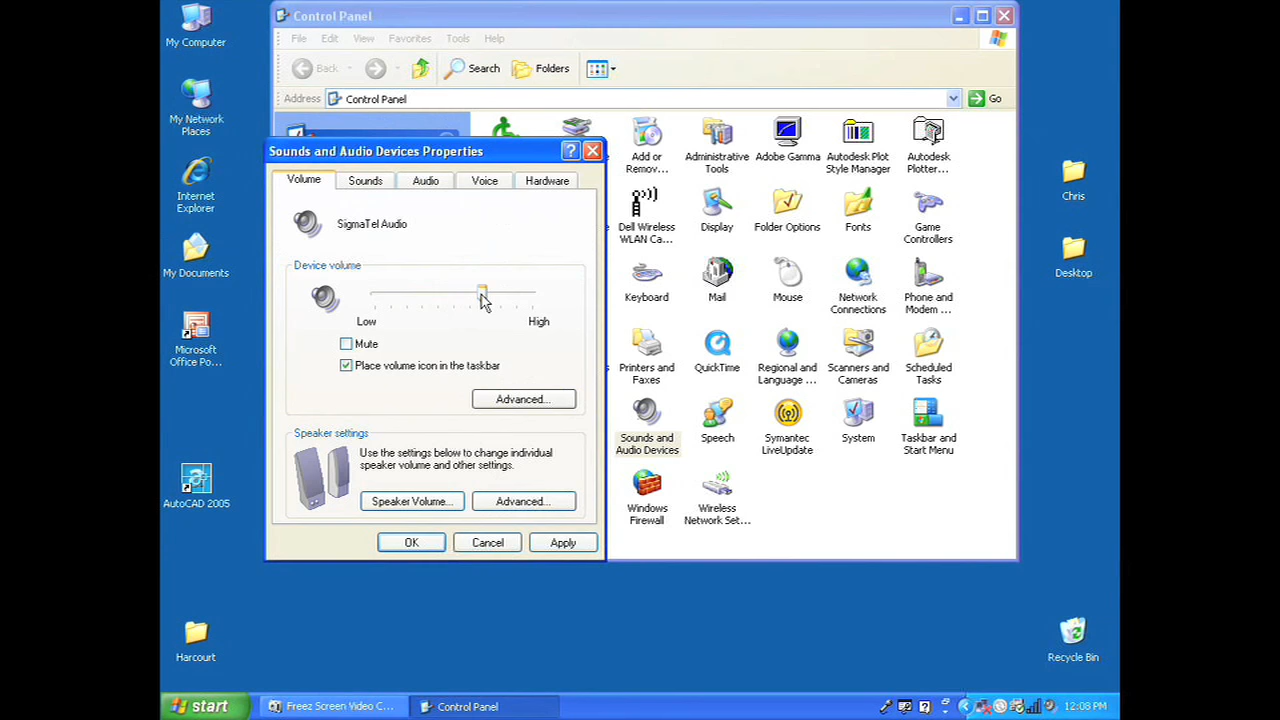 My Computer
My Network
Places
Internet
Explorer
My Documents
Microsoft
Office Po...
AutoCAD 2005
Harcourt
Control Panel
File Edit View Favorites Tools Help
Back Search Folders
Address Control Panel Go
Sounds and Audio Devices Properties
Volume Sounds Audio Voice Hardware
SigmaTel Audio
Device volume
Low High
Mute
Place volume icon in the taskbar
Advanced...
Speaker settings
Use the settings below to change individual
speaker volume and other settings.
Speaker Volume... Advanced...
OK Cancel Apply
Add or
Remov...
Administrative
Tools
Adobe Gamma
Autodesk Plot
Style Manager
Autodesk
Plotter...
Dell Wireless
WLAN Ca...
Display
Folder Options
Fonts
Game
Controllers
Keyboard
Mail
Mouse
Network
Connections
Phone and
Modem ...
Printers and
Faxes
QuickTime
Regional and
Language ...
Scanners and
Cameras
Scheduled
Tasks
Sounds and
Audio Devices
Speech
Symantec
LiveUpdate
System
Taskbar and
Start Menu
Windows
Firewall
Wireless
Network Set...
Chris
Desktop
Recycle Bin
start Freez Screen Video C... Control Panel 12:08 PM